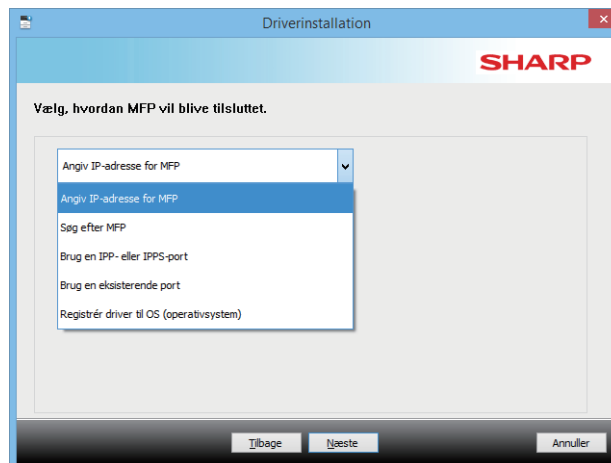 Driverinstallation
SHARP
Vælg, hvordan MFP vil blive tilsluttet.
Angiv IP-adresse for MFP
Angiv IP-adresse for MFP
Søg efter MFP
Brug en IPP- eller IPPS-port
Brug en eksisterende port
Registrér driver til OS (operativsystem)
Tilbage Næste Annuller